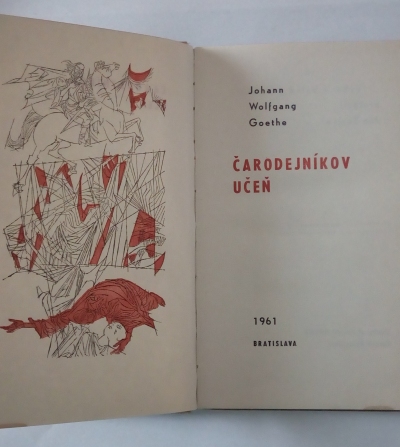 Johann
Wolfgang
Goethe
ČARODEJNÍKOV
UČEŇ
1961
BRATISLAVA